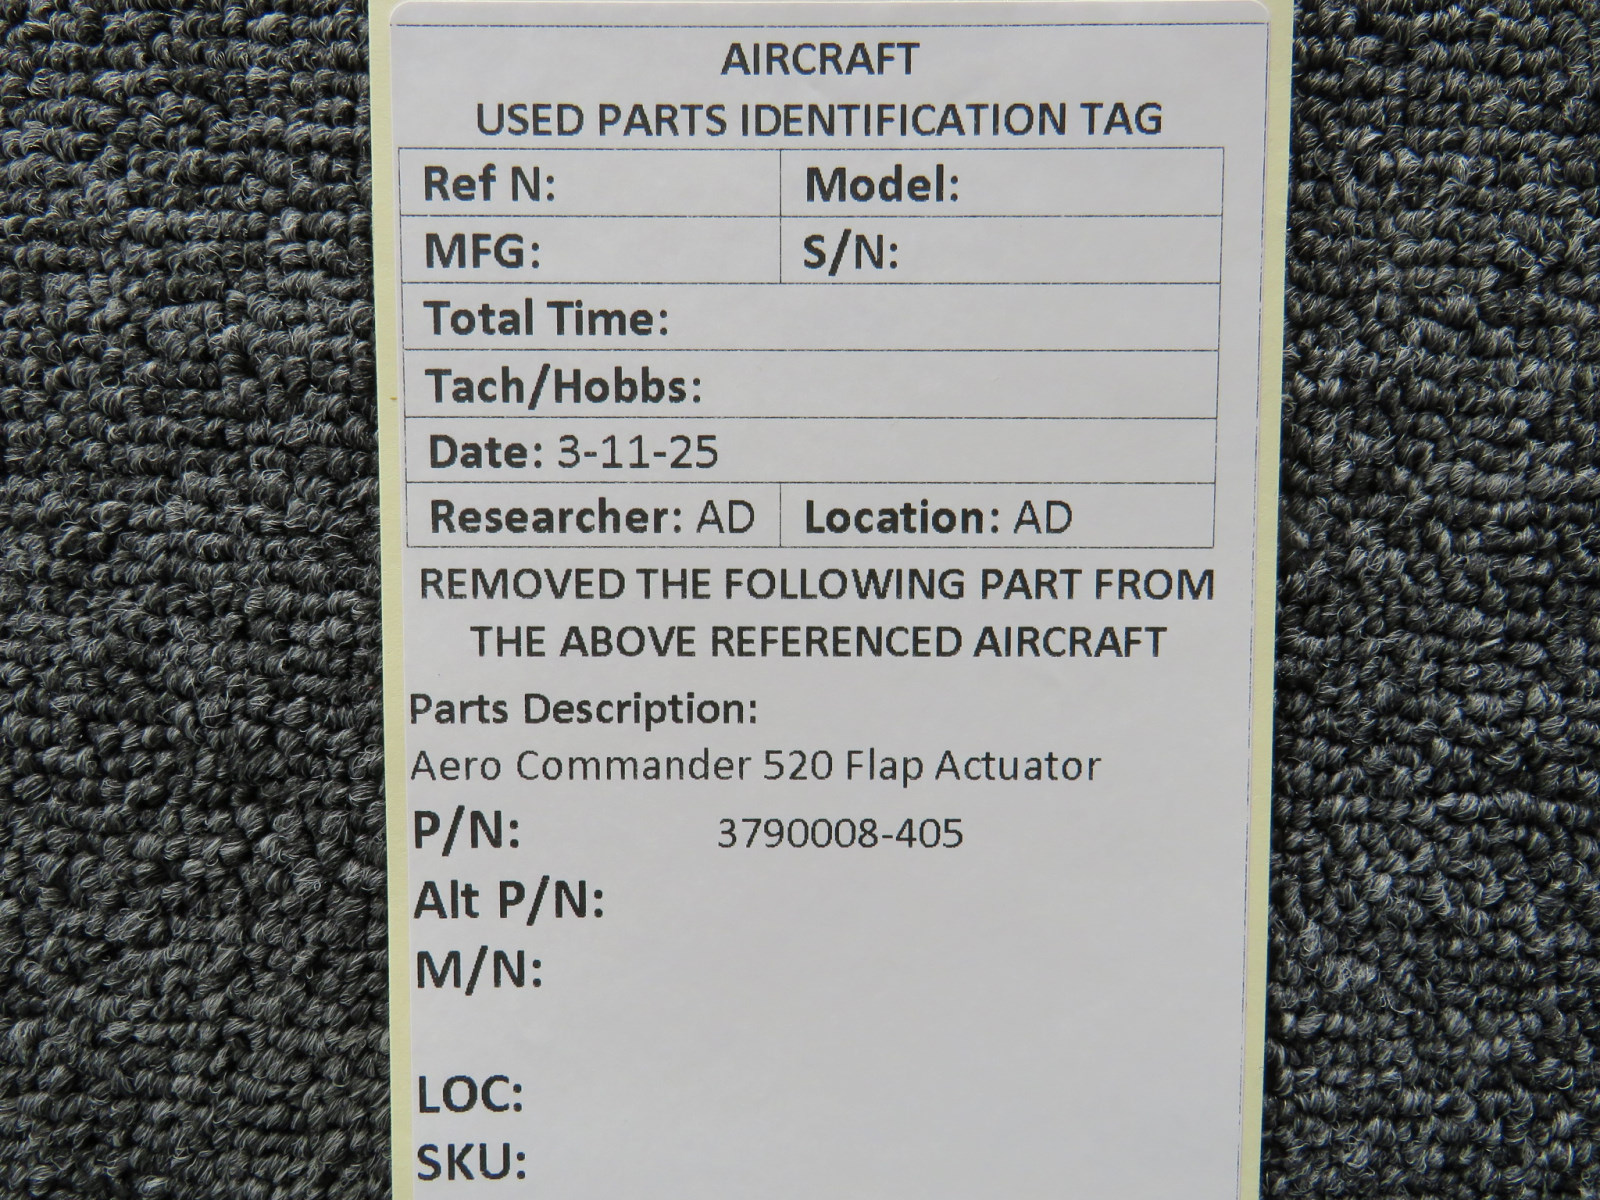 AIRCRAFT
USED PARTS IDENTIFICATION TAG
Ref N: Model:
MFG: S/N:
Total Time:
Tach/Hobbs:
Date: 3-11-25
Researcher: AD Location: AD
REMOVED THE FOLLOWING PART FROM
THE ABOVE REFERENCED AIRCRAFT
Parts Description:
Aero Commander 520 Flap Actuator
P/N: 3790008-405
Alt P/N:
M/N:
LOC:
SKU: